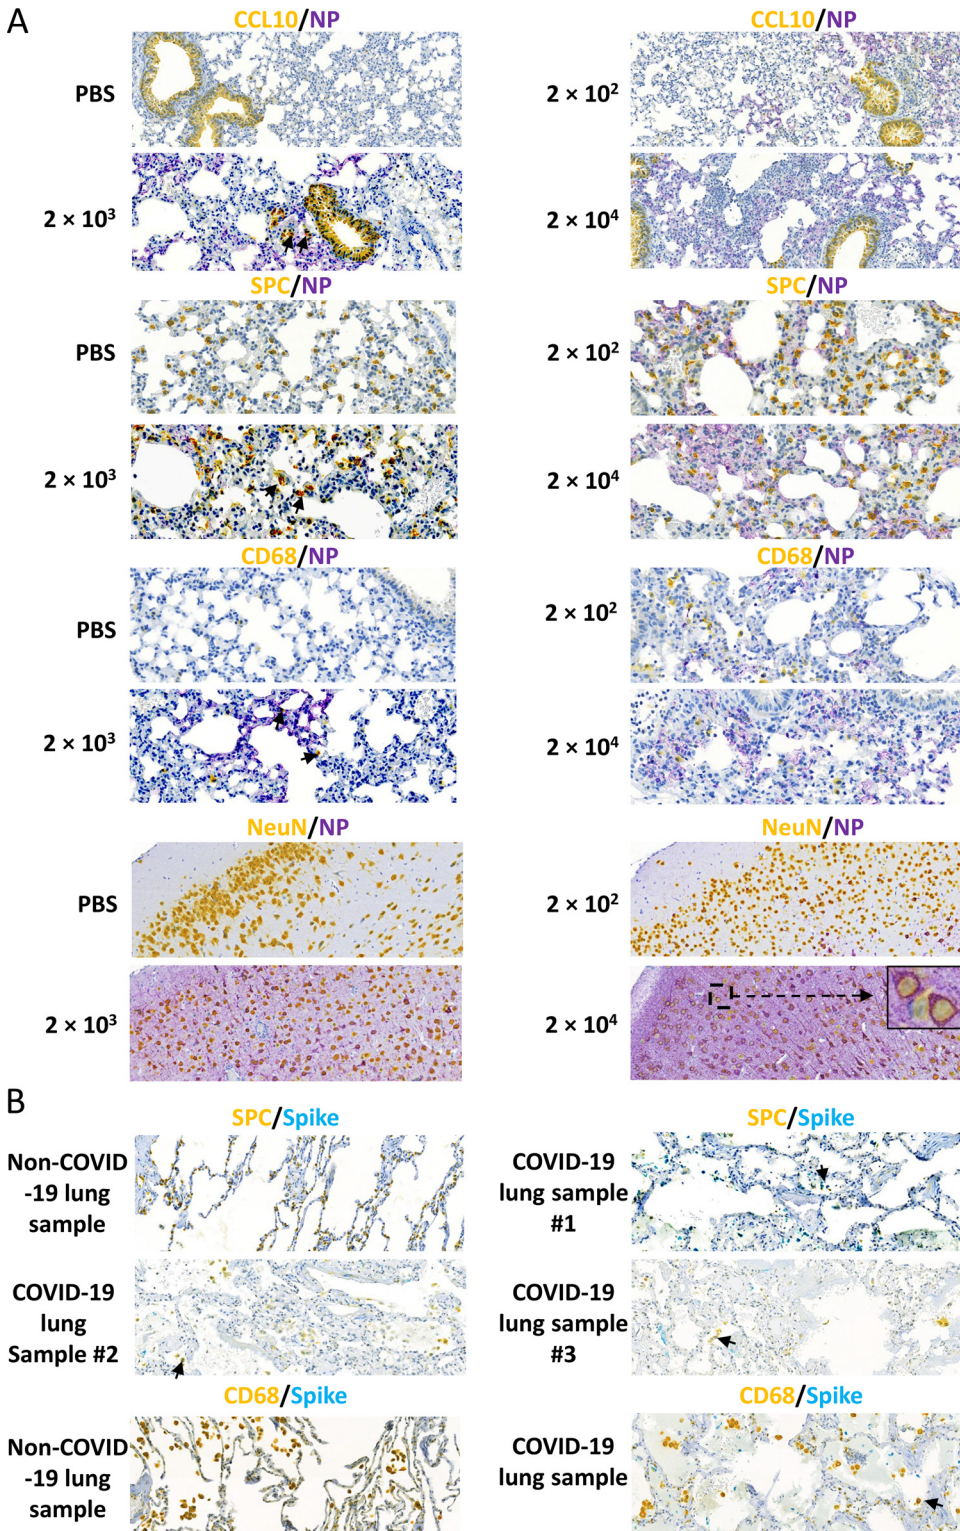 A
CCL10/NP
CCL10/NP
PBS
2 × 10²
2 × 10³
2 × 10⁴
SPC/NP
SPC/NP
PBS
2 × 10²
2 × 10³
2 × 10⁴
CD68/NP
CD68/NP
PBS
2 × 10²
2 × 10³
2 × 10⁴
NeuN/NP
NeuN/NP
PBS
2 × 10²
2 × 10³
2 × 10⁴
B
SPC/Spike
SPC/Spike
Non-COVID
-19 lung
sample
COVID-19
lung sample
#1
COVID-19
lung
Sample #2
COVID-19
lung sample
#3
CD68/Spike
CD68/Spike
Non-COVID
-19 lung
sample
COVID-19
lung sample